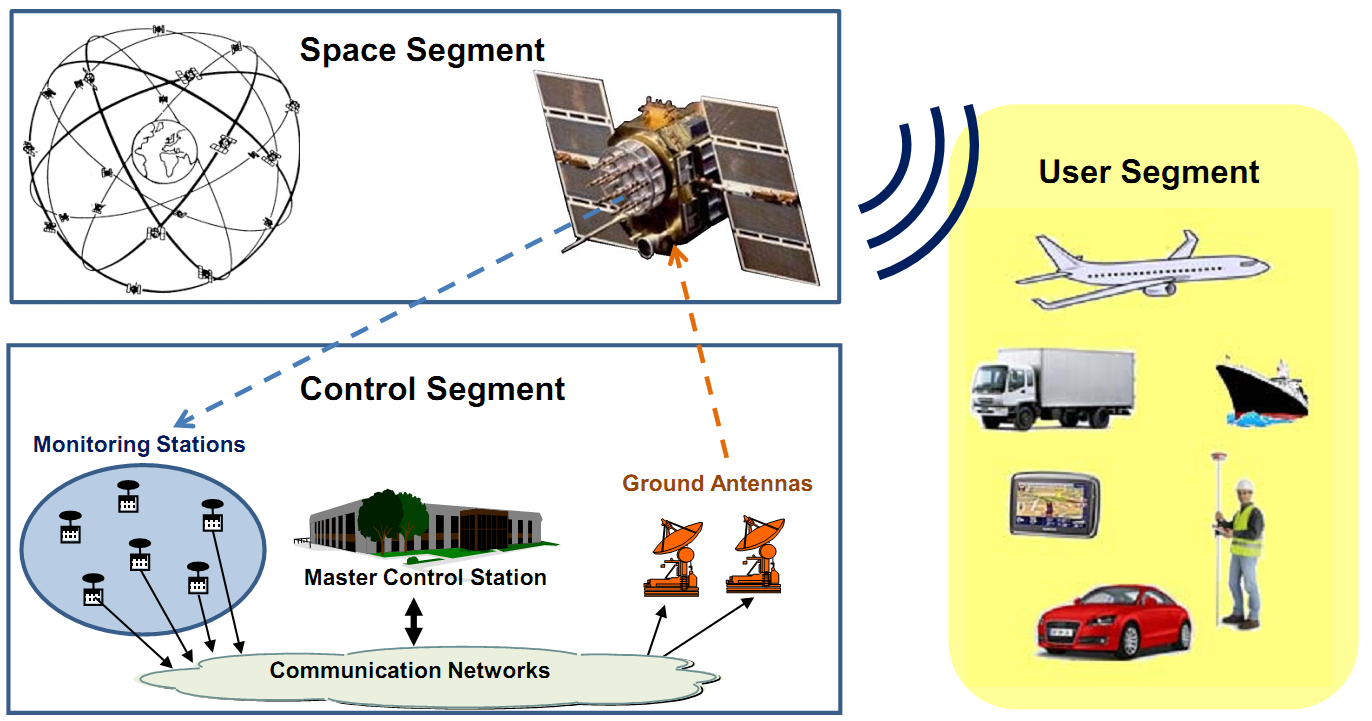 Space Segment
User Segment
Control Segment
Monitoring Stations
Ground Antennas
Master Control Station
Communication Networks